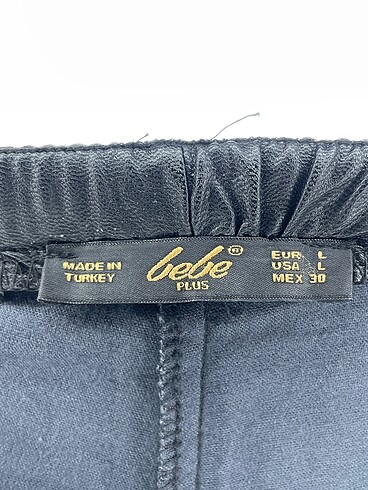 MADE IN
TURKEY
bebe®
PLUS
EUR L
USA L
MEX 30